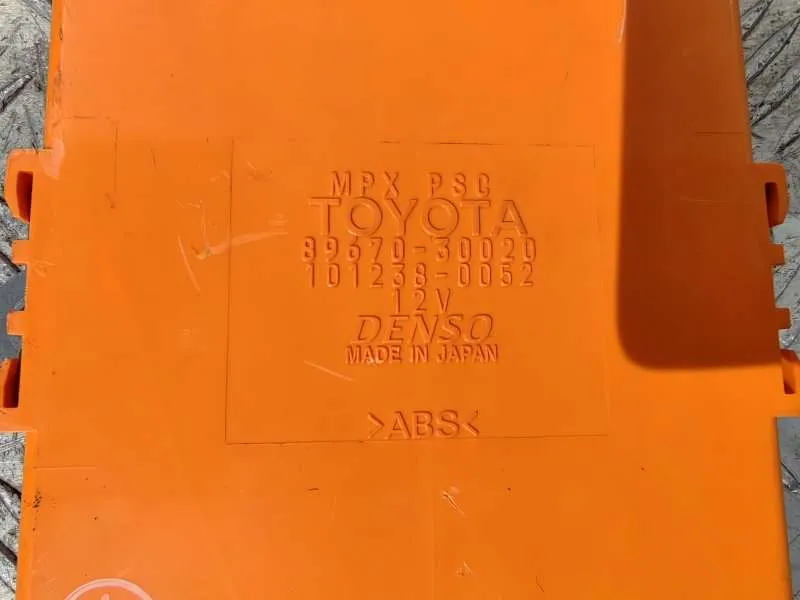 MPX PSC
TOYOTA
89670-30020
101238-0052
12V
DENSO
MADE IN JAPAN
>ABS<